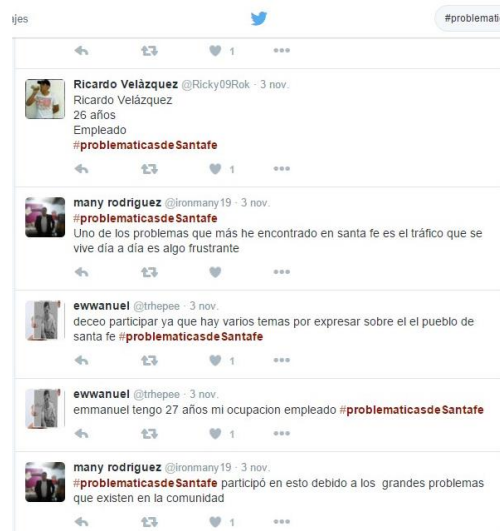 ijes
#problemati
1
Ricardo Velàzquez @Ricky09Rok · 3 nov.
Ricardo Velázquez
26 años
Empleado
#problematicasdeSantafe
1
many rodriguez @ironmany19 · 3 nov.
#problematicasdeSantafe
Uno de los problemas que más he encontrado en santa fe es el tráfico que se
vive día a día es algo frustrante
ewwanuel @trhepee · 3 nov.
deceo participar ya que hay varios temas por expresar sobre el el pueblo de
santa fe #problematicasdeSantafe
1
ewwanuel @trhepee · 3 nov.
emmanuel tengo 27 años mi ocupacion empleado #problematicasdeSantafe
1
many rodriguez @ironmany19 · 3 nov.
#problematicasdeSantafe participó en esto debido a los grandes problemas
que existen en la comunidad
1